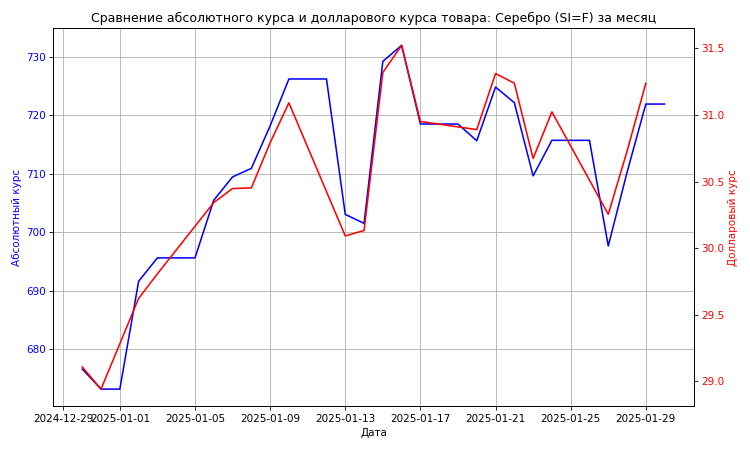 Сравнение абсолютного курса и долларового курса товара: Серебро (SI=F) за месяц
730
720
710
700
690
680
Абсолютный курс
31.5
31.0
30.5
30.0
29.5
29.0
Долларовый курс
2024-12-29 2025-01-01 2025-01-05 2025-01-09 2025-01-13 2025-01-17 2025-01-21 2025-01-25 2025-01-29
Дата